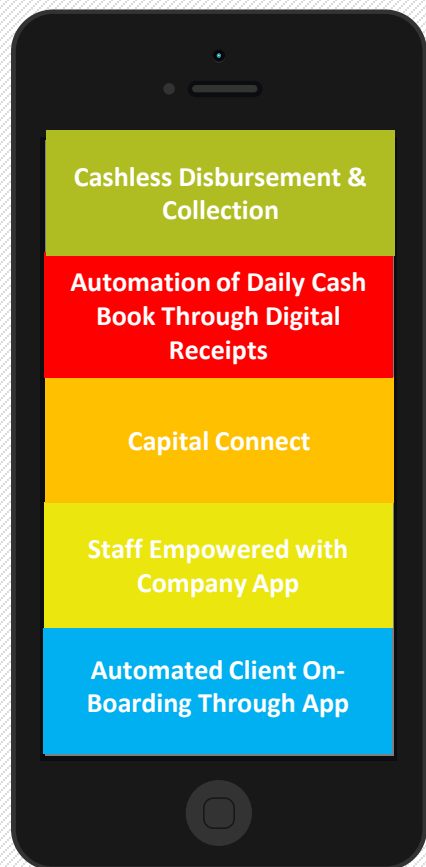 Cashless Disbursement &
Collection
Automation of Daily Cash
Book Through Digital
Receipts
Capital Connect
Staff Empowered with
Company App
Automated Client On-
Boarding Through App